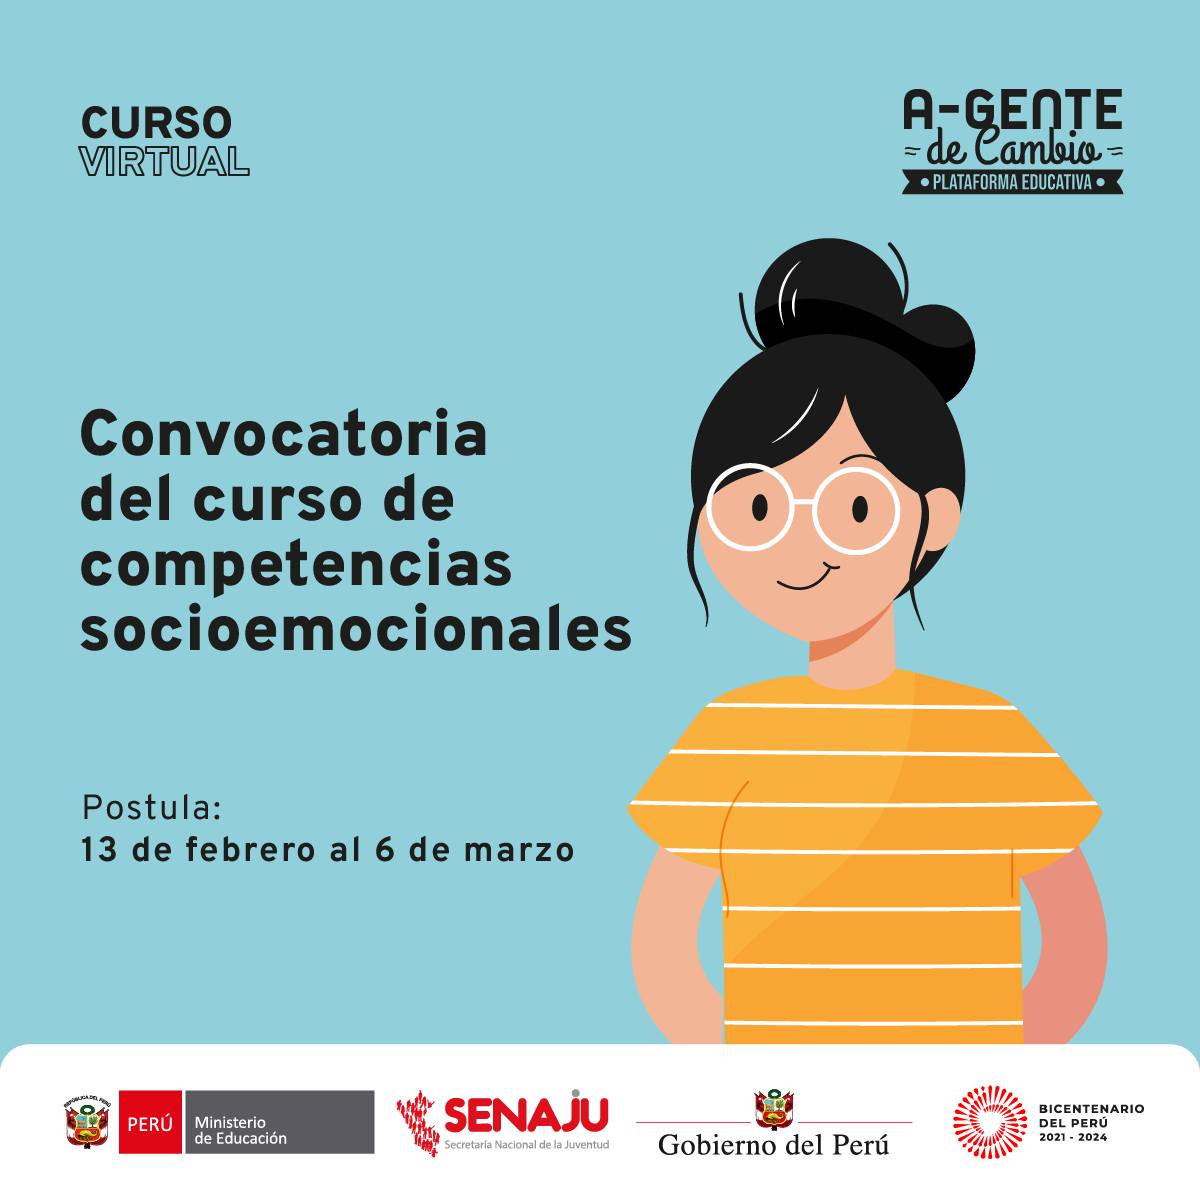 CURSO
VIRTUAL
A-GENTE
de Cambio
PLATAFORMA EDUCATIVA
Convocatoria
del curso de
competencias
socioemocionales
Postula:
13 de febrero al 6 de marzo
REPÚBLICA DEL PERÚ
PERÚ
Ministerio
de Educación
SENAJU
Secretaría Nacional de la Juventud
Gobierno del Perú
BICENTENARIO
DEL PERÚ
2021 - 2024